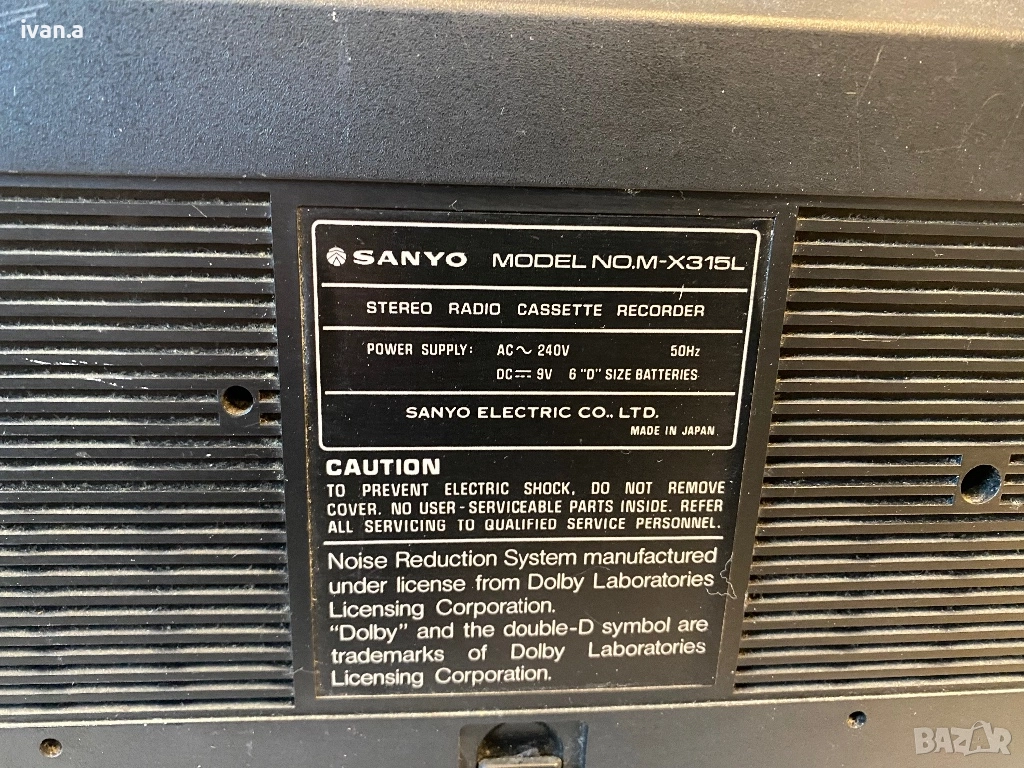 ivan.a
SANYO MODEL NO.M-X315L
STEREO RADIO CASSETTE RECORDER
POWER SUPPLY: AC~240V 50Hz
DC⎓9V 6 "D" SIZE BATTERIES
SANYO ELECTRIC CO., LTD.
MADE IN JAPAN
CAUTION
TO PREVENT ELECTRIC SHOCK, DO NOT REMOVE
COVER. NO USER-SERVICEABLE PARTS INSIDE. REFER
ALL SERVICING TO QUALIFIED SERVICE PERSONNEL.
Noise Reduction System manufactured
under license from Dolby Laboratories
Licensing Corporation.
"Dolby" and the double-D symbol are
trademarks of Dolby Laboratories
Licensing Corporation.
BAZAR